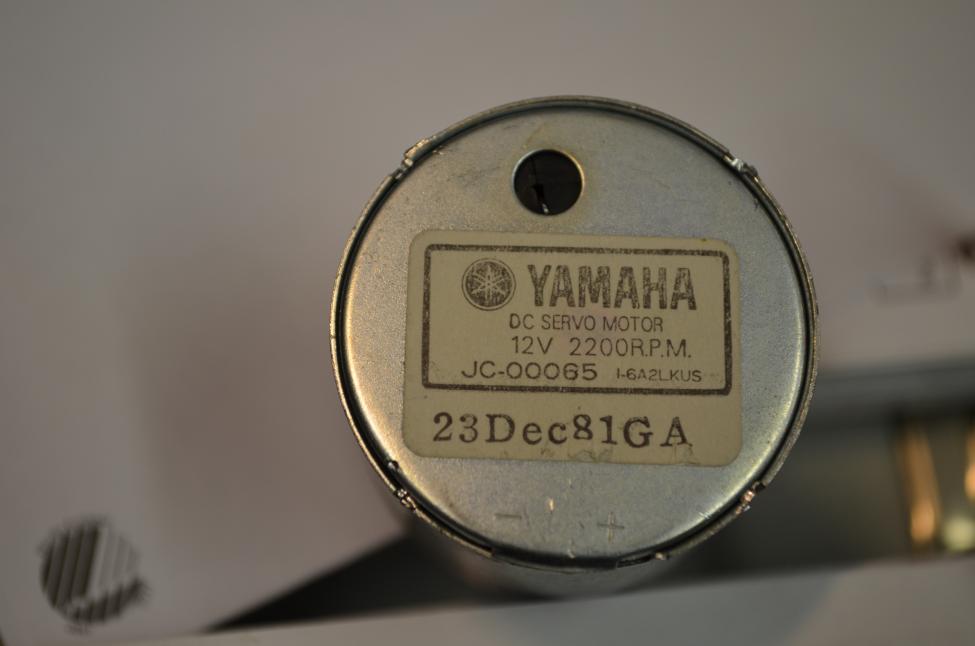 YAMAHA
DC SERVO MOTOR
12V 2200R.P.M.
JC-00065 I-6A2LKUS
23Dec81GA
- +